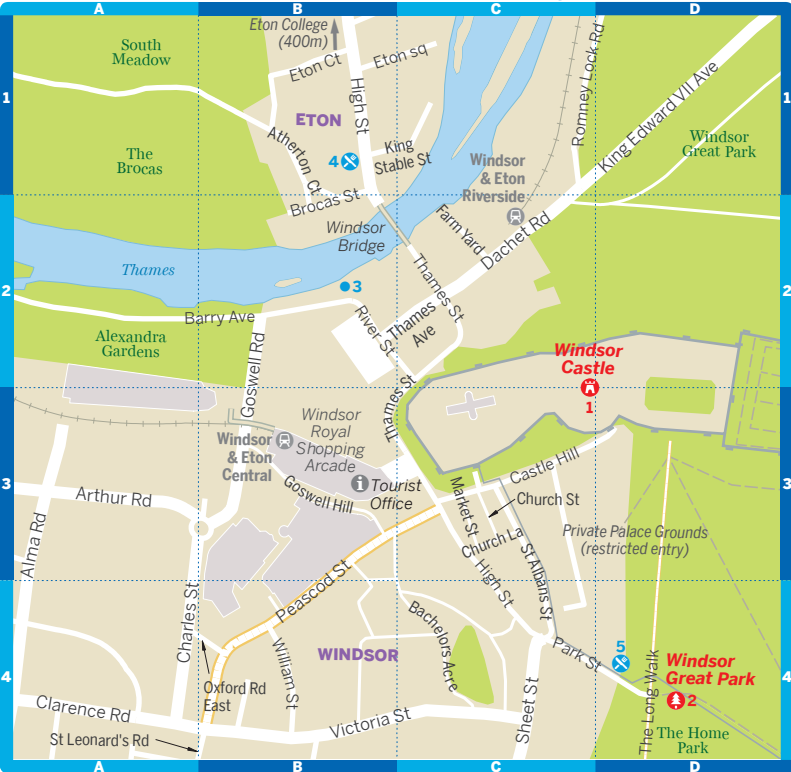 A B C D
Eton College
(400m)
South
Meadow
Eton Ct
Eton sq
High St
Romney Lock Rd
King Edward VII Ave
1
1
ETON
The
Brocas
Atherton Ct
4
King
Stable St
Windsor
& Eton
Riverside
Windsor
Great Park
Brocas St
Windsor
Bridge
Farm Yard
Dachet Rd
Thames
2
2
3
Thames St
Barry Ave
River St
Thames
Ave
Alexandra
Gardens
Goswell Rd
Windsor
Castle
1
Thames St
Windsor
Royal
Shopping
Arcade
Windsor
& Eton
Central
Tourist
Office
Goswell Hill
Castle Hill
3
3
Arthur Rd
Alma Rd
Market St
Church St
Church La
St Albans St
High St
Private Palace Grounds
(restricted entry)
Peascod St
Charles St
Bachelors Acre
William St
WINDSOR
Park St
5
Windsor
Great Park
2
4
4
Oxford Rd
East
Clarence Rd
Victoria St
Sheet St
The Long Walk
St Leonard's Rd
The Home
Park
A B C D